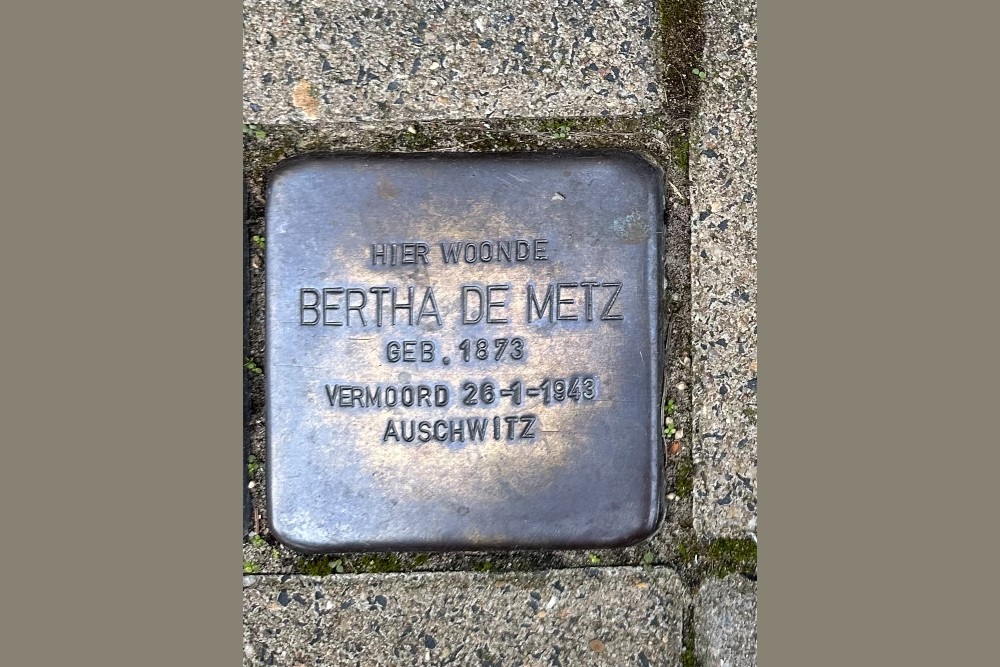 HIER WOONDE
BERTHA DE METZ
GEB. 1873
VERMOORD 26-1-1943
AUSCHWITZ